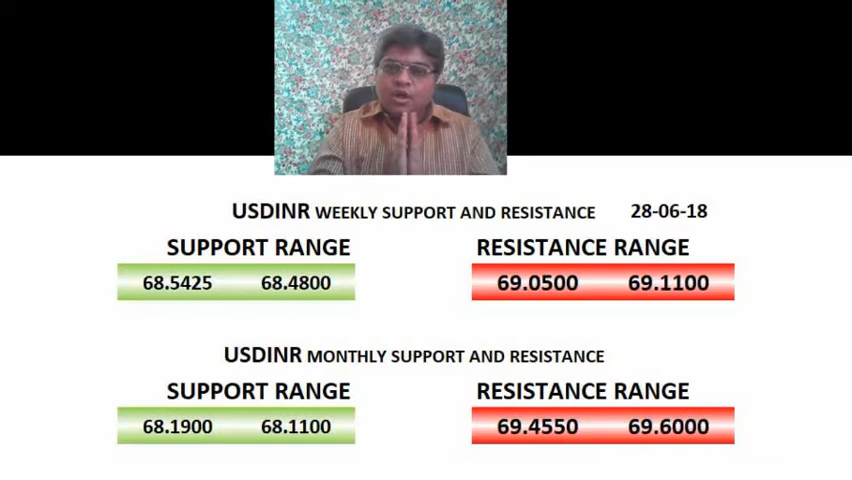 USDINR WEEKLY SUPPORT AND RESISTANCE 28-06-18
SUPPORT RANGE RESISTANCE RANGE
68.5425 68.4800 69.0500 69.1100
USDINR MONTHLY SUPPORT AND RESISTANCE
SUPPORT RANGE RESISTANCE RANGE
68.1900 68.1100 69.4550 69.6000